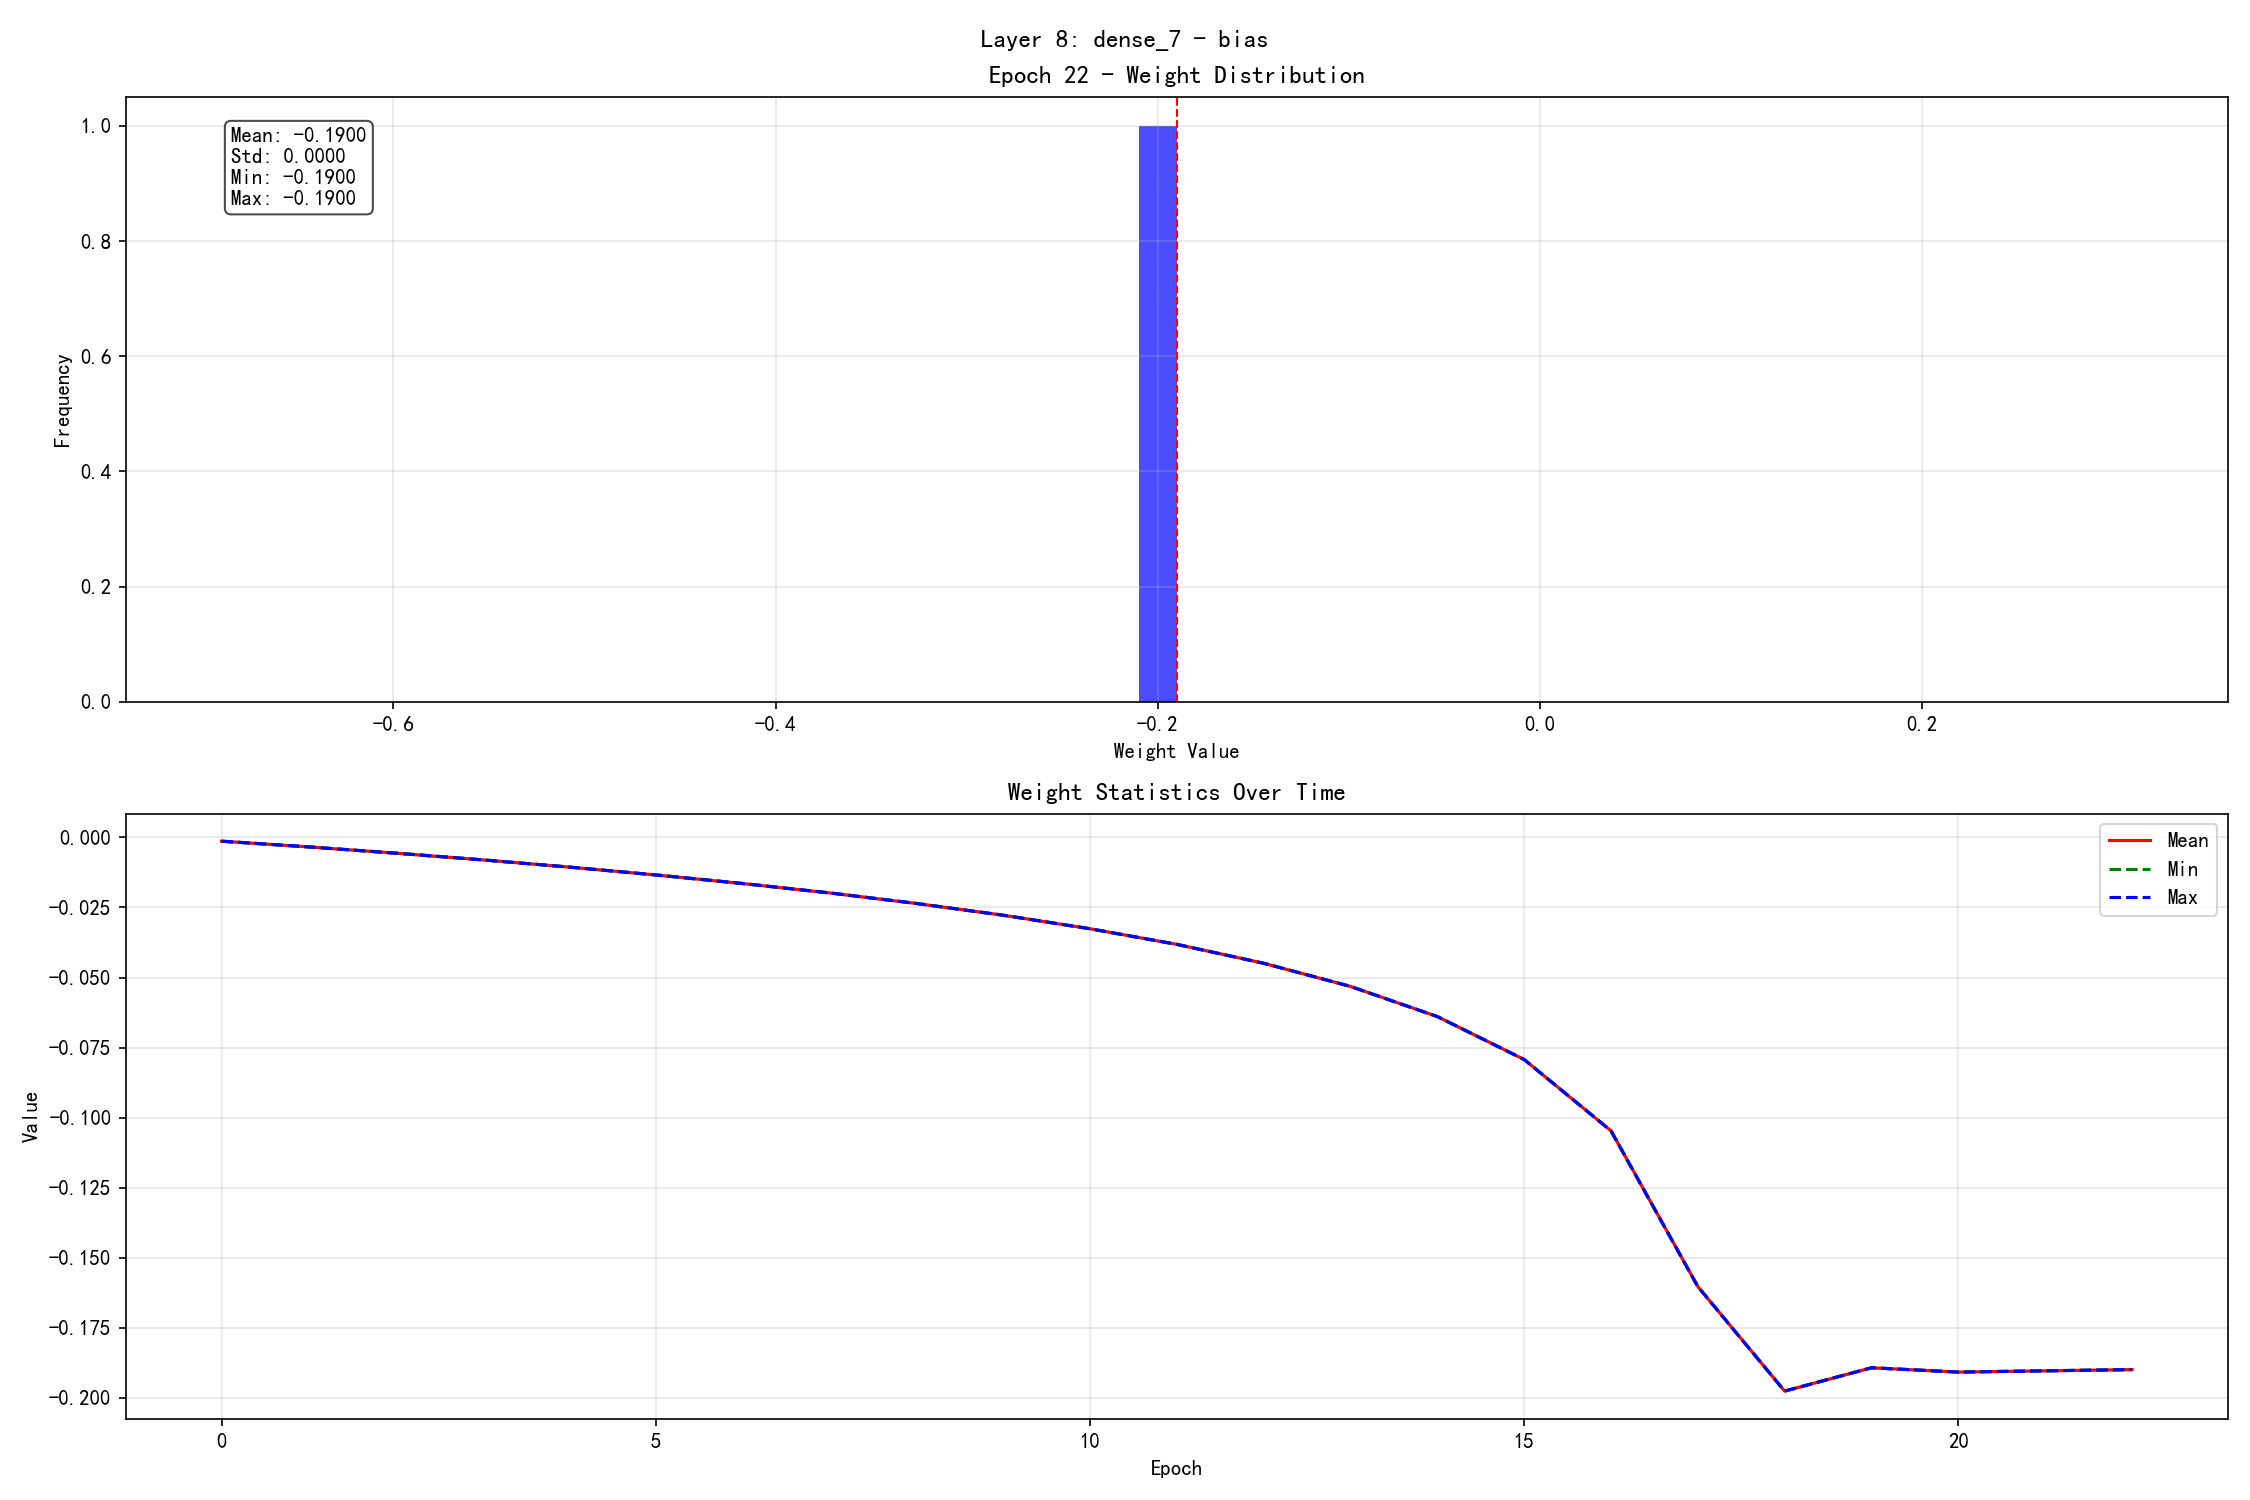 Layer 8: dense_7 - bias
Epoch 22 - Weight Distribution
Mean: -0.1900
Std: 0.0000
Min: -0.1900
Max: -0.1900
1.0
0.8
0.6
0.4
0.2
0.0
Frequency
-0.6
-0.4
-0.2
0.0
0.2
Weight Value
Weight Statistics Over Time
Mean
Min
Max
0.000
-0.025
-0.050
-0.075
-0.100
-0.125
-0.150
-0.175
-0.200
Value
0
5
10
15
20
Epoch